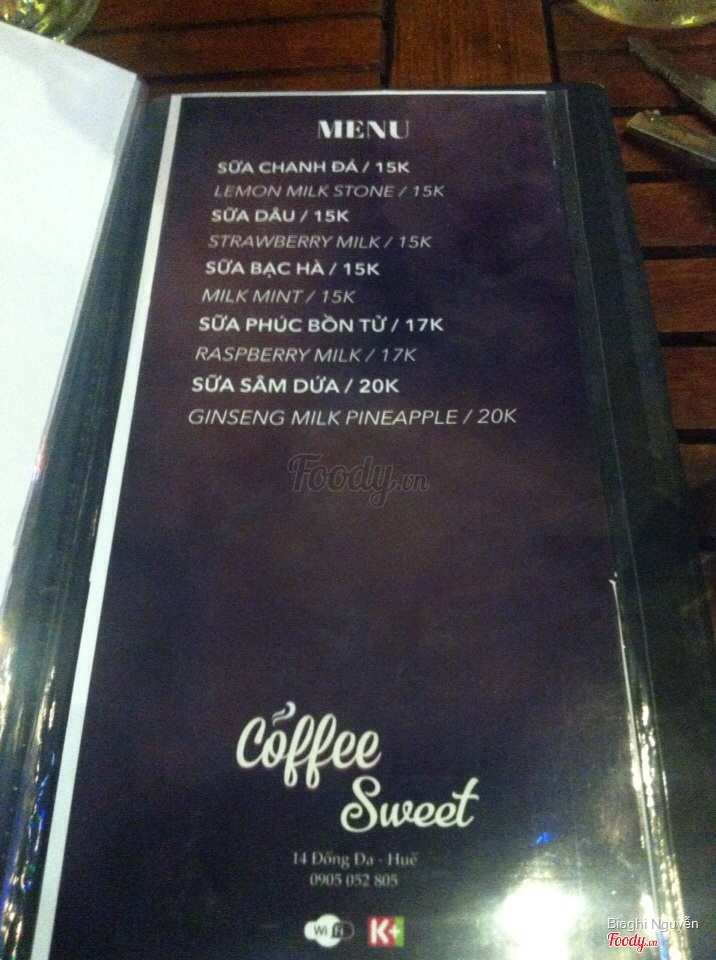 MENU
SỮA CHANH ĐÁ / 15K
LEMON MILK STONE / 15K
SỮA DÂU / 15K
STRAWBERRY MILK / 15K
SỮA BẠC HÀ / 15K
MILK MINT / 15K
SỮA PHÚC BỒN TỬ / 17K
RASPBERRY MILK / 17K
SỮA SÂM DỨA / 20K
GINSENG MILK PINEAPPLE / 20K
Foody.vn
Coffee
Sweet
14 Đống Đa - Huế
0905 052 805
Wi Fi K+
Biaghi Nguyễn
Foody.vn